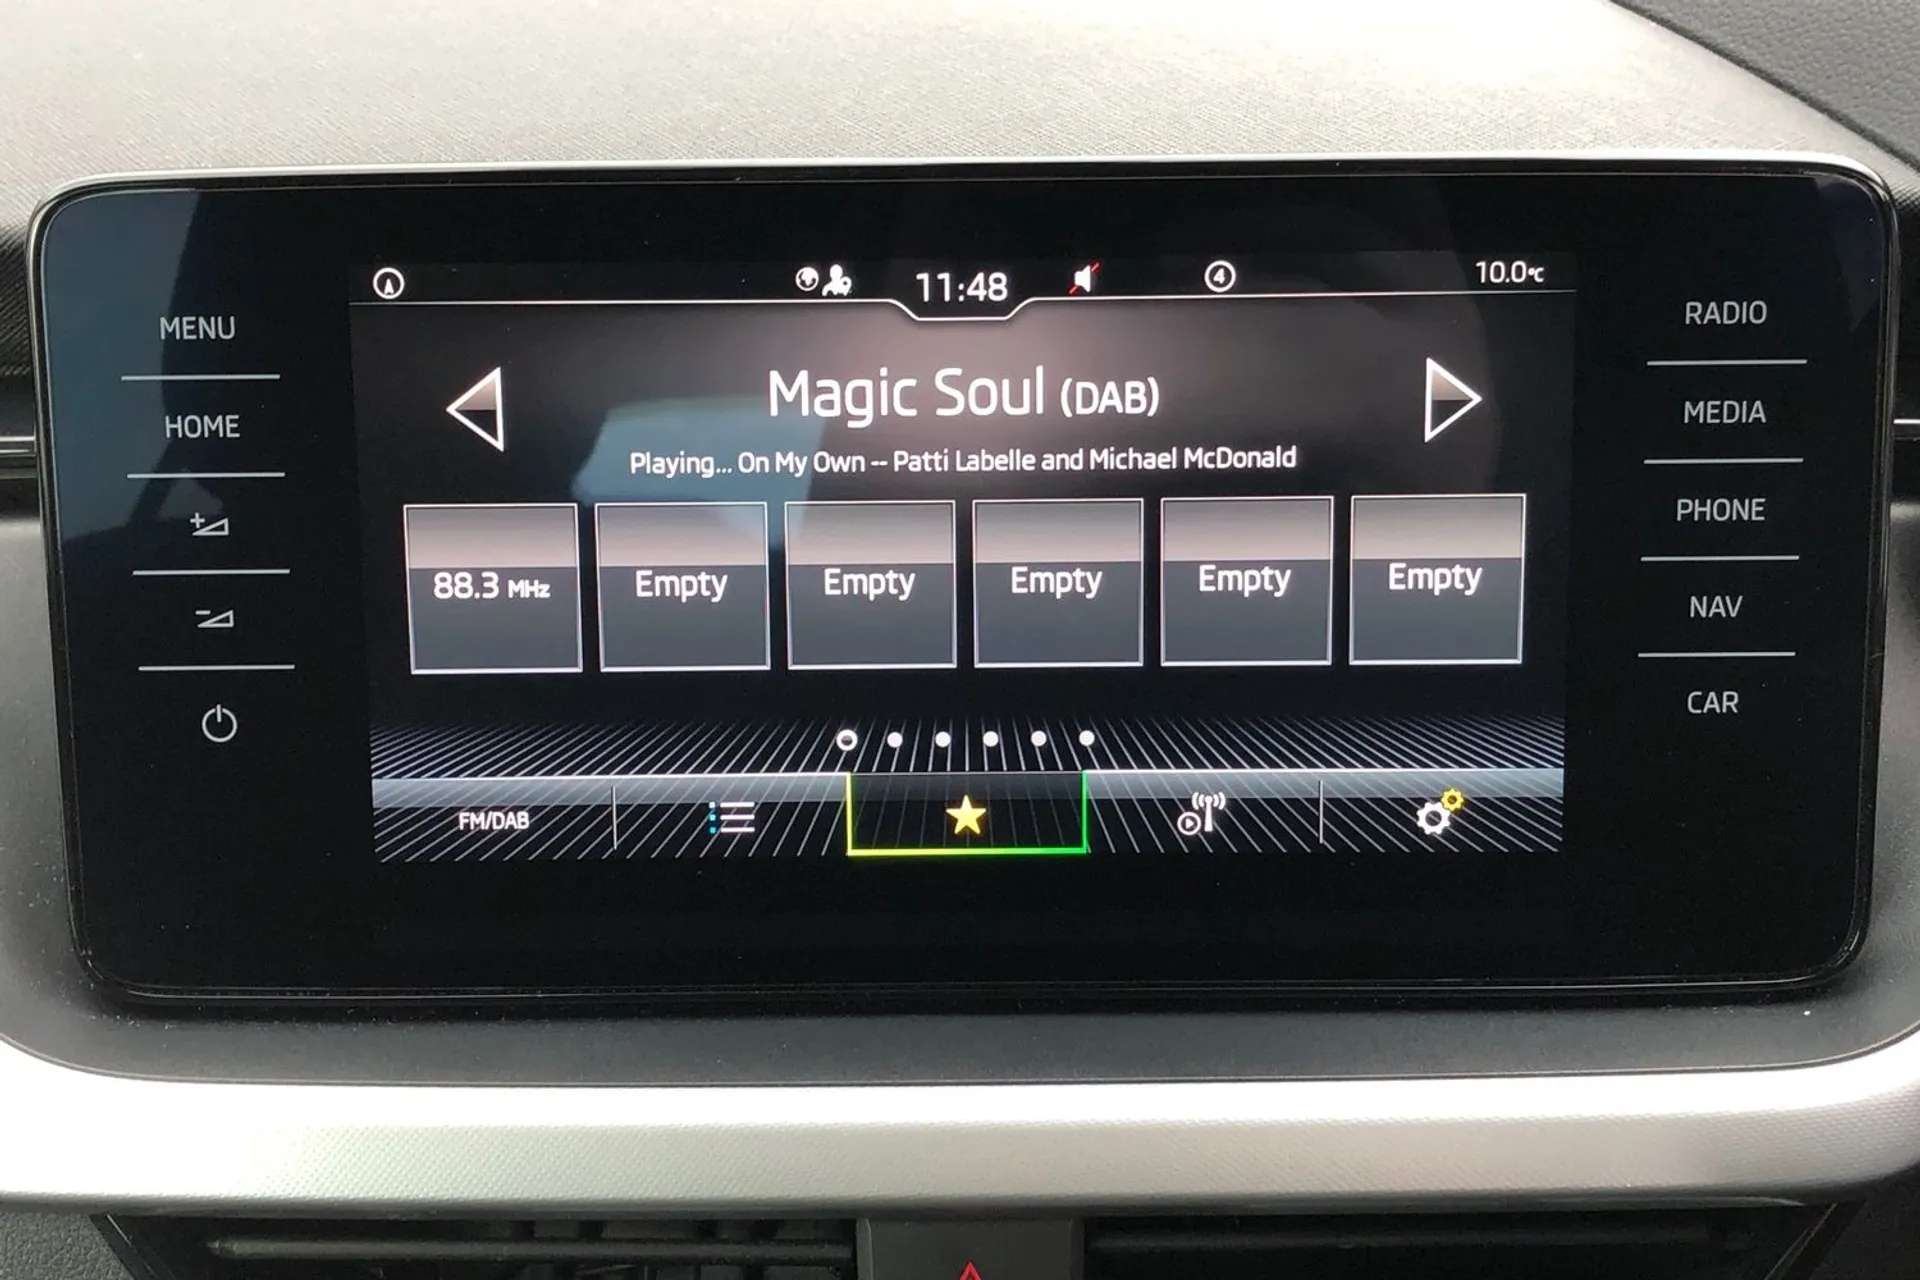 11:48
4
10.0°C
MENU
HOME
Magic Soul (DAB)
Playing... On My Own -- Patti Labelle and Michael McDonald
88.3 MHz
Empty
Empty
Empty
Empty
Empty
FM/DAB
RADIO
MEDIA
PHONE
NAV
CAR